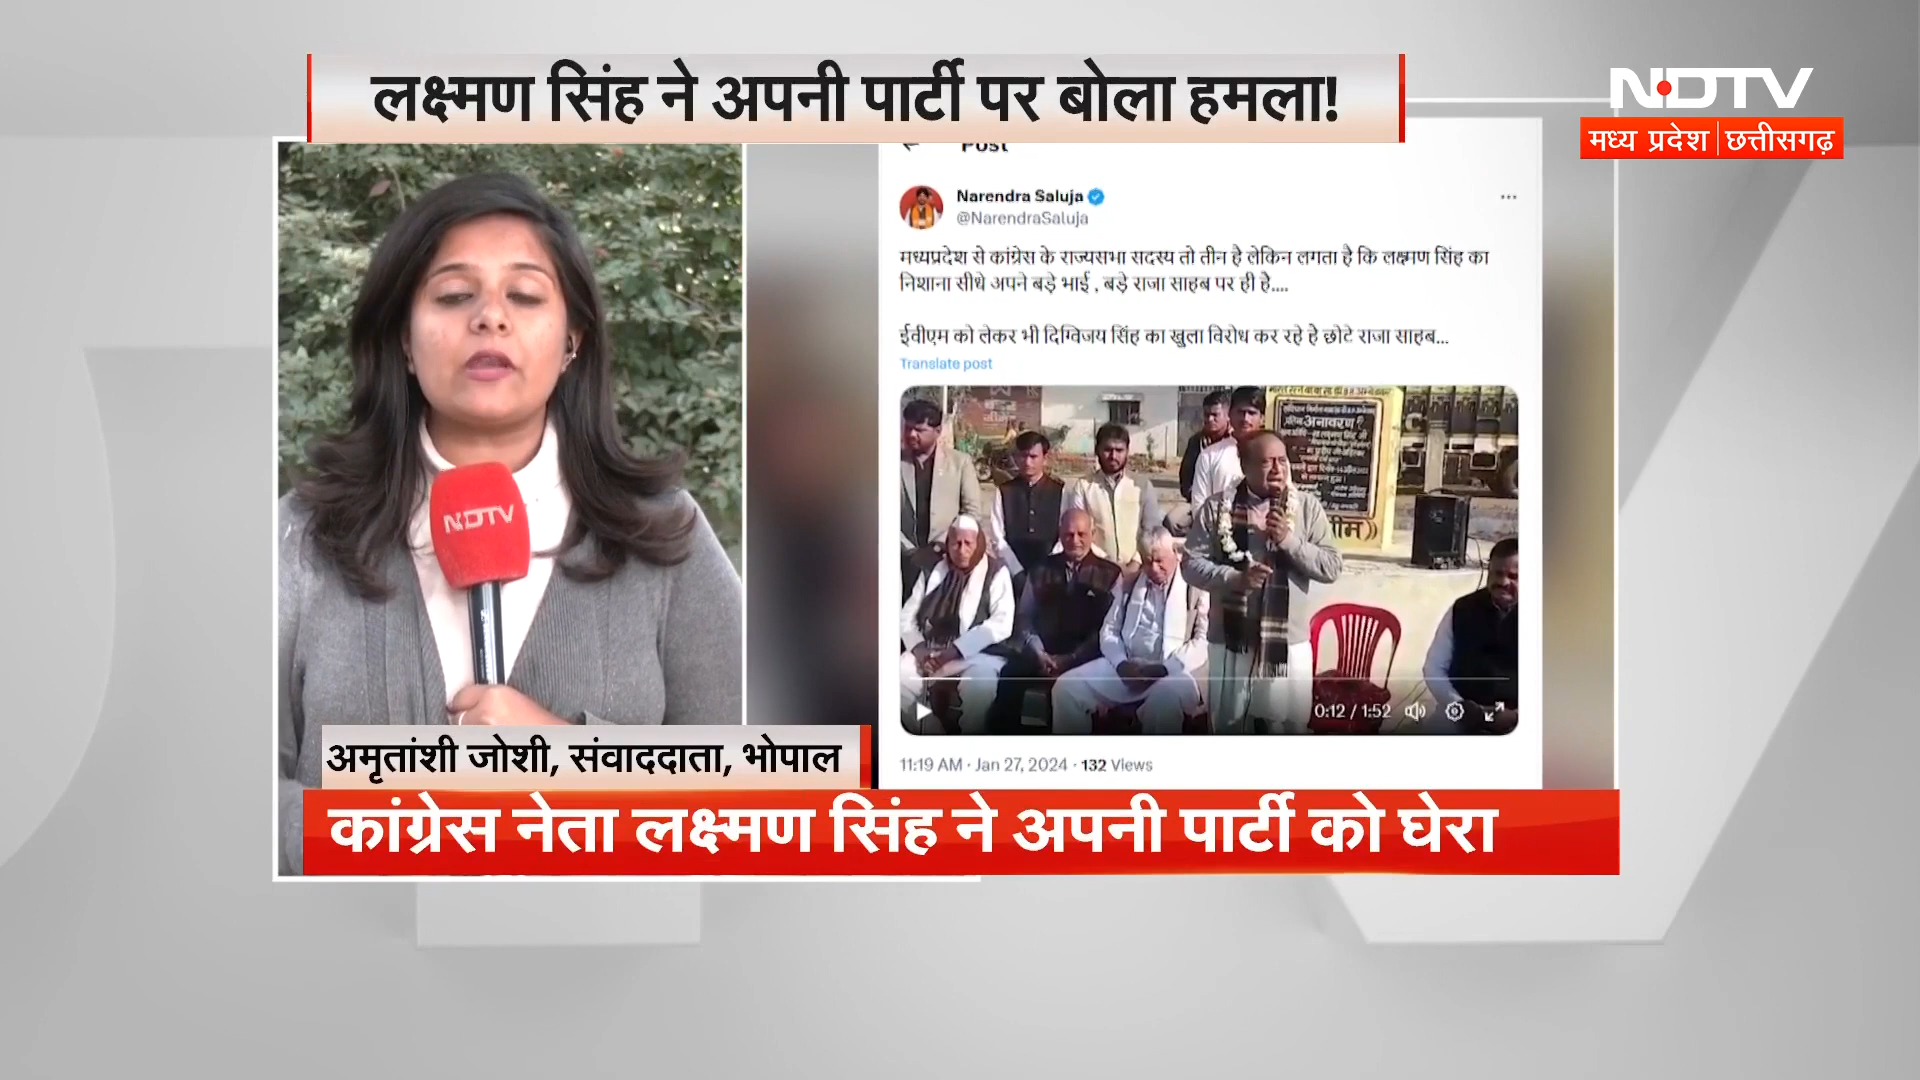 लक्ष्मण सिंह ने अपनी पार्टी पर बोला हमला!
NDTV
मध्य प्रदेश | छत्तीसगढ़
Post
Narendra Saluja
@NarendraSaluja
मध्यप्रदेश से कांग्रेस के राज्यसभा सदस्य तो तीन है लेकिन लगता है कि लक्ष्मण सिंह का
निशाना सीधे अपने बड़े भाई , बड़े राजा साहब पर ही है....
ईवीएम को लेकर भी दिग्विजय सिंह का खुला विरोध कर रहे है छोटे राजा साहब...
Translate post
अनावरण
0:12 / 1:52
11:19 AM · Jan 27, 2024 · 132 Views
NDTV
अमृतांशी जोशी, संवाददाता, भोपाल
कांग्रेस नेता लक्ष्मण सिंह ने अपनी पार्टी को घेरा